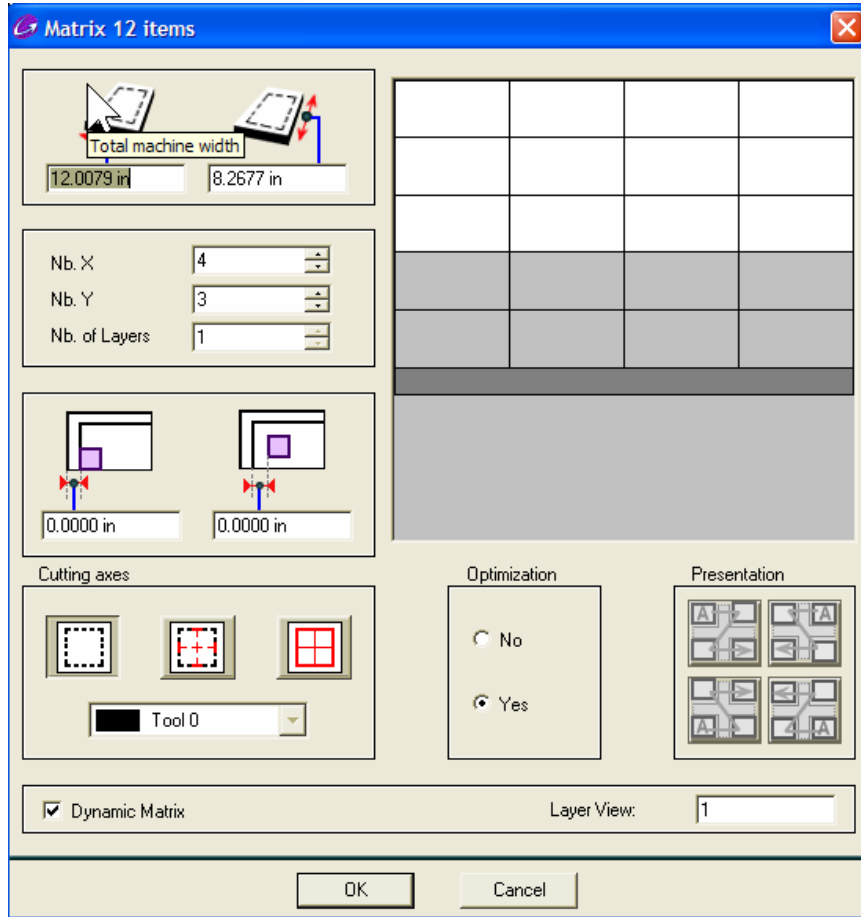 Matrix 12 items
Total machine width
12.0079 in
8.2677 in
Nb. X
4
Nb. Y
3
Nb. of Layers
1
0.0000 in
0.0000 in
Cutting axes
Optimization
Presentation
No
A
A
Yes
Tool 0
A
A
Dynamic Matrix
Layer View:
1
OK
Cancel